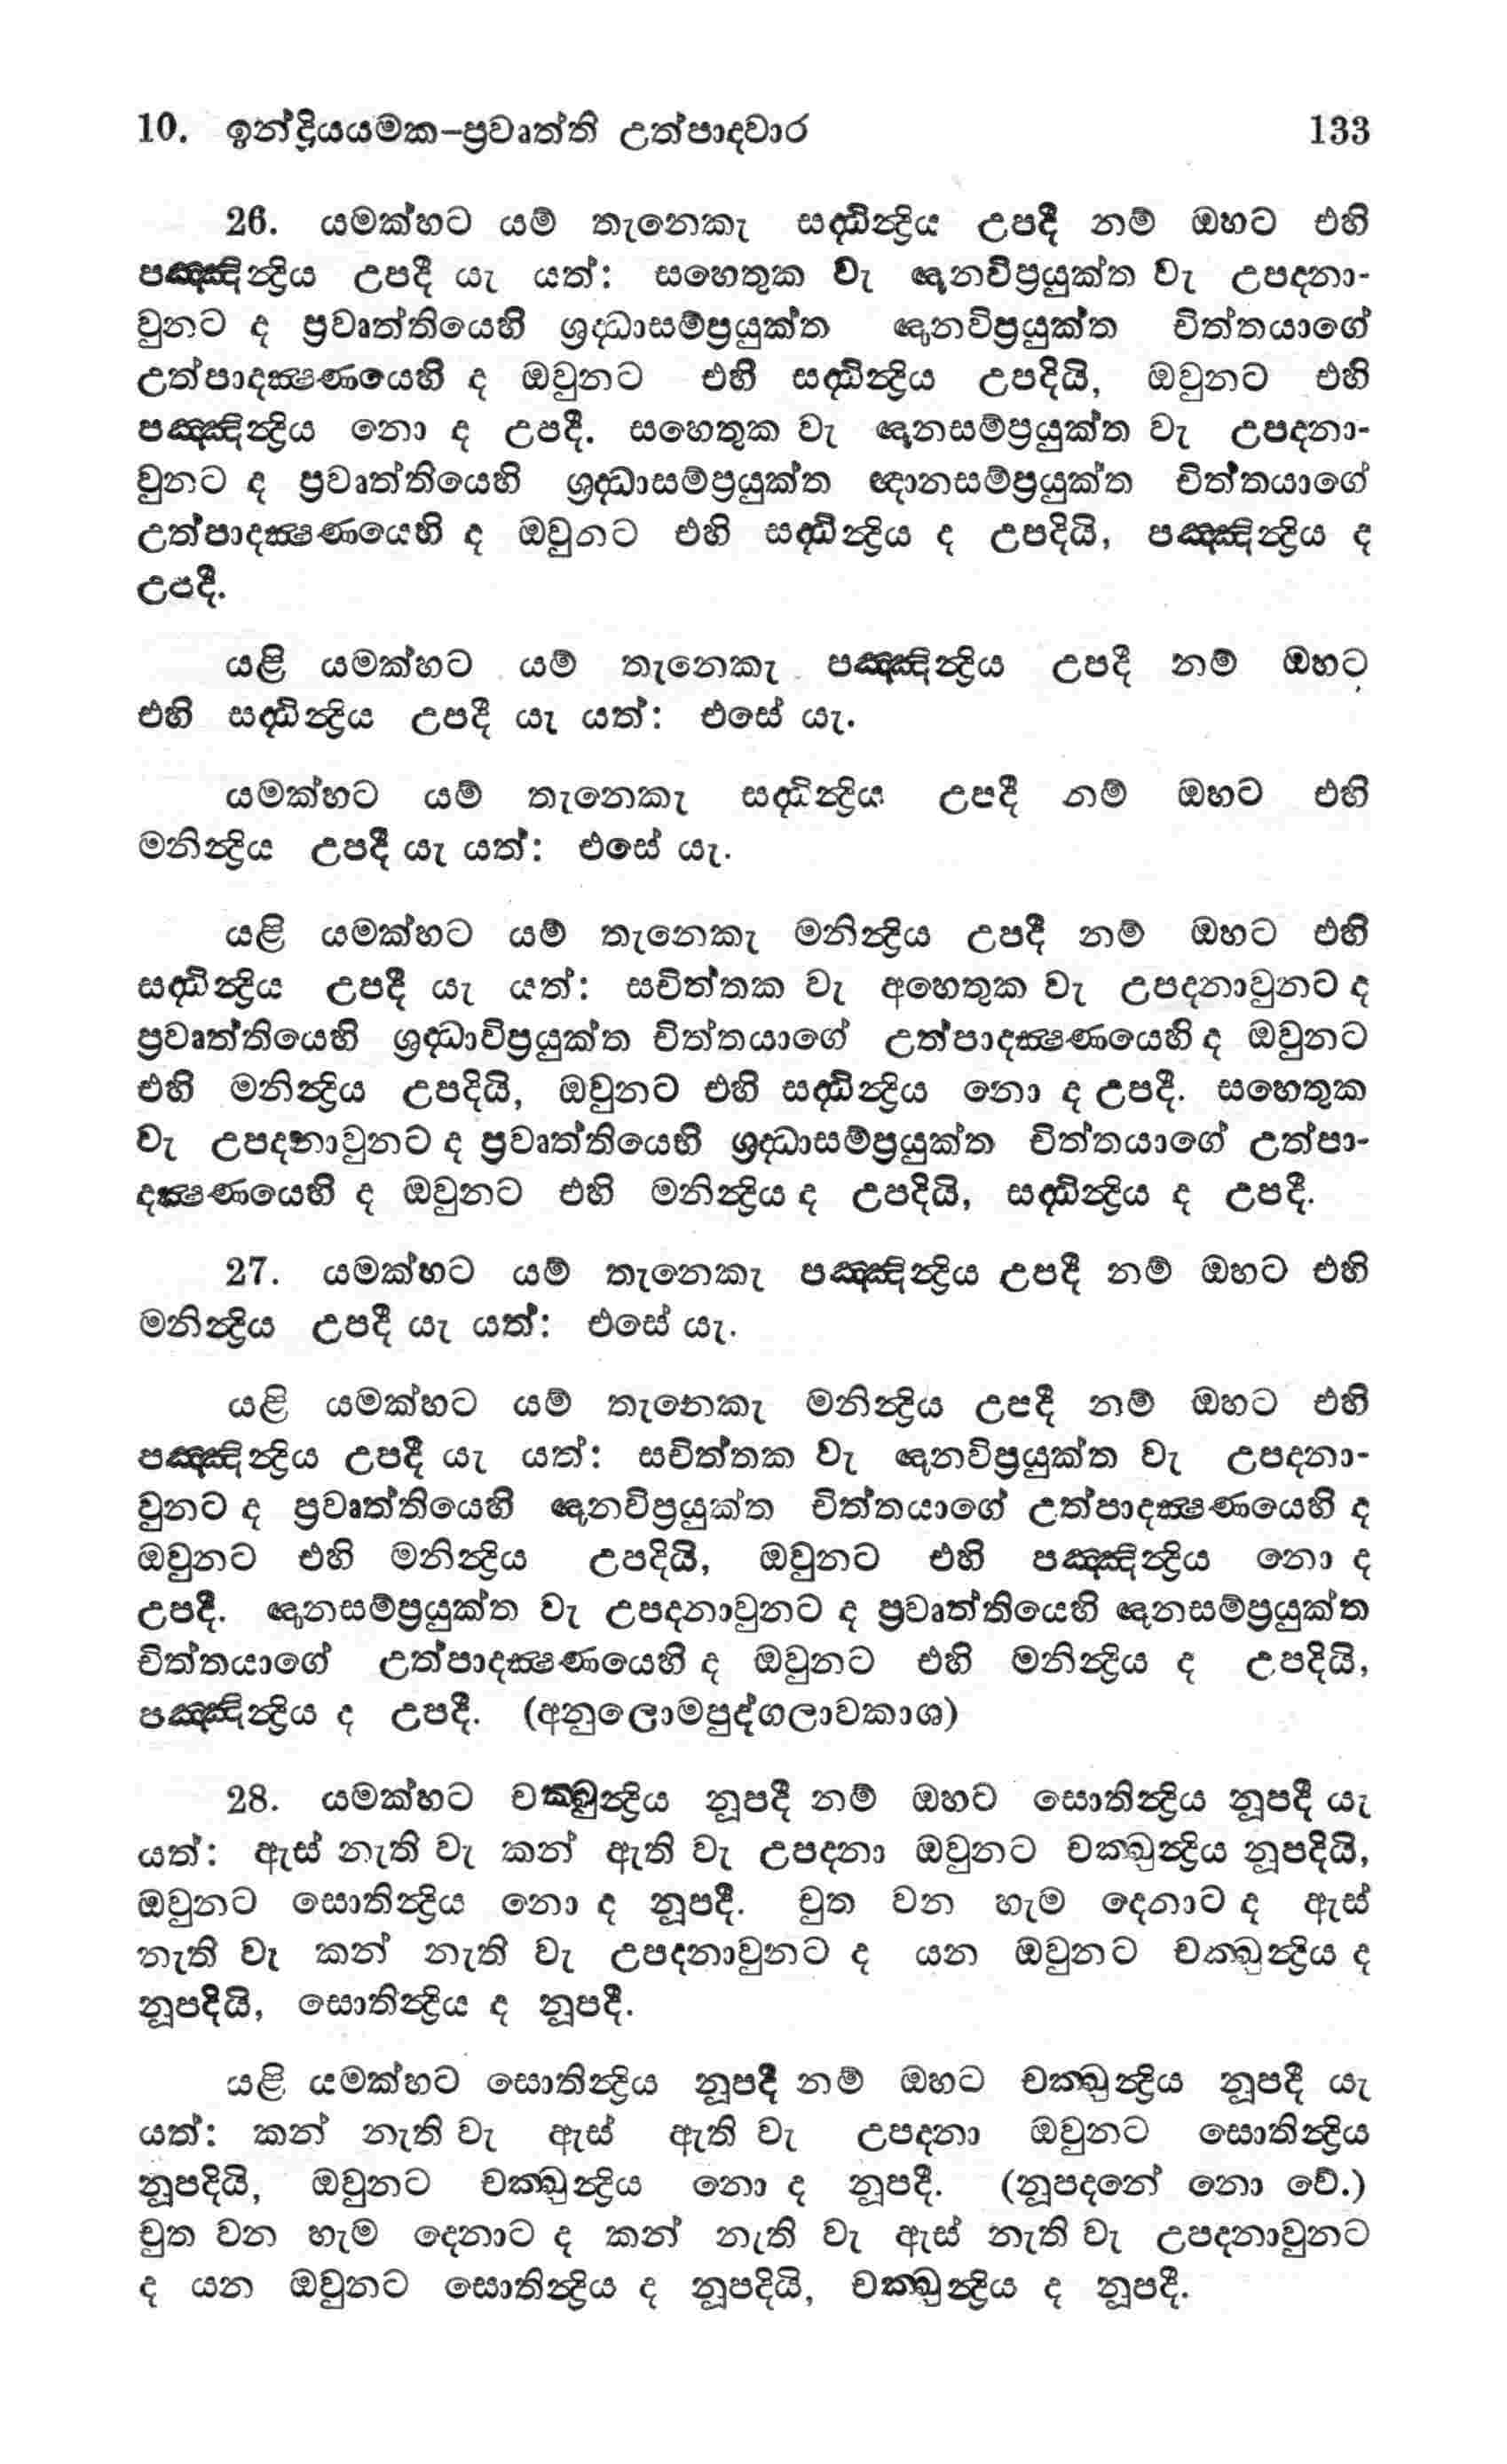 10. ඉන්ද්‍රියයමක-ප්‍රවෘත්ති උත්පාදවාර 133
26. යමක්හට යම් තැනෙකැ සද්ධින්ද්‍රිය උපදී නම් ඔහට එහි
පඤ්ඤින්ද්‍රිය උපදී යැ යත්: සහෙතුක වැ ඥානවිප්‍රයුක්ත වැ උපදනා-
වුනට ද ප්‍රවෘත්තියෙහි ශ්‍රද්ධාසම්ප්‍රයුක්ත ඥානවිප්‍රයුක්ත චිත්තයාගේ
උත්පාදක්‍ෂණයෙහි ද ඔවුනට එහි සද්ධින්ද්‍රිය උපදියි, ඔවුනට එහි
පඤ්ඤින්ද්‍රිය නො ද උපදී. සහෙතුක වැ ඥානසම්ප්‍රයුක්ත වැ උපදනා-
වුනට ද ප්‍රවෘත්තියෙහි ශ්‍රද්ධාසම්ප්‍රයුක්ත ඥානසම්ප්‍රයුක්ත චිත්තයාගේ
උත්පාදක්‍ෂණයෙහි ද ඔවුනට එහි සද්ධින්ද්‍රිය ද උපදියි, පඤ්ඤින්ද්‍රිය ද
උපදී.
යළි යමක්හට යම් තැනෙකැ පඤ්ඤින්ද්‍රිය උපදී නම් ඔහට
එහි සද්ධින්ද්‍රිය උපදී යැ යත්: එසේ යැ.
යමක්හට යම් තැනෙකැ සද්ධින්ද්‍රිය උපදී නම් ඔහට එහි
මනින්ද්‍රිය උපදී යැ යත්: එසේ යැ.
යළි යමක්හට යම් තැනෙකැ මනින්ද්‍රිය උපදී නම් ඔහට එහි
සද්ධින්ද්‍රිය උපදී යැ යත්: සචිත්තක වැ අහෙතුක වැ උපදනාවුනට ද
ප්‍රවෘත්තියෙහි ශ්‍රද්ධාවිප්‍රයුක්ත චිත්තයාගේ උත්පාදක්‍ෂණයෙහි ද ඔවුනට
එහි මනින්ද්‍රිය උපදියි, ඔවුනට එහි සද්ධින්ද්‍රිය නො ද උපදී. සහෙතුක
වැ උපදනාවුනට ද ප්‍රවෘත්තියෙහි ශ්‍රද්ධාසම්ප්‍රයුක්ත චිත්තයාගේ උත්පා-
දක්‍ෂණයෙහි ද ඔවුනට එහි මනින්ද්‍රිය ද උපදියි, සද්ධින්ද්‍රිය ද උපදී.
27. යමක්හට යම් තැනෙකැ පඤ්ඤින්ද්‍රිය උපදී නම් ඔහට එහි
මනින්ද්‍රිය උපදී යැ යත්: එසේ යැ.
යළි යමක්හට යම් තැනෙකැ මනින්ද්‍රිය උපදී නම් ඔහට එහි
පඤ්ඤින්ද්‍රිය උපදී යැ යත්: සචිත්තක වැ ඥානවිප්‍රයුක්ත වැ උපදනා-
වුනට ද ප්‍රවෘත්තියෙහි ඥානවිප්‍රයුක්ත චිත්තයාගේ උත්පාදක්‍ෂණයෙහි ද
ඔවුනට එහි මනින්ද්‍රිය උපදියි, ඔවුනට එහි පඤ්ඤින්ද්‍රිය නො ද
උපදී. ඥානසම්ප්‍රයුක්ත වැ උපදනාවුනට ද ප්‍රවෘත්තියෙහි ඥානසම්ප්‍රයුක්ත
චිත්තයාගේ උත්පාදක්‍ෂණයෙහි ද ඔවුනට එහි මනින්ද්‍රිය ද උපදියි,
පඤ්ඤින්ද්‍රිය ද උපදී. (අනුලොමපුද්ගලාවකාශ)
28. යමක්හට චක්ඛුන්ද්‍රිය නූපදී නම් ඔහට සොතින්ද්‍රිය නූපදී යැ
යත්: ඇස් නැති වැ කන් ඇති වැ උපදනා ඔවුනට චක්ඛුන්ද්‍රිය නූපදියි,
ඔවුනට සොතින්ද්‍රිය නො ද නූපදී. චුත වන හැම දෙනාට ද ඇස්
නැති වැ කන් නැති වැ උපදනාවුනට ද යන ඔවුනට චක්ඛුන්ද්‍රිය ද
නූපදියි, සොතින්ද්‍රිය ද නූපදී.
යළි යමක්හට සොතින්ද්‍රිය නූපදී නම් ඔහට චක්ඛුන්ද්‍රිය නූපදී යැ
යත්: කන් නැති වැ ඇස් ඇති වැ උපදනා ඔවුනට සොතින්ද්‍රිය
නූපදියි, ඔවුනට චක්ඛුන්ද්‍රිය නො ද නූපදී. (නූපදනේ නො වේ.)
චුත වන හැම දෙනාට ද කන් නැති වැ ඇස් නැති වැ උපදනාවුනට
ද යන ඔවුනට සොතින්ද්‍රිය ද නූපදියි, චක්ඛුන්ද්‍රිය ද නූපදී.